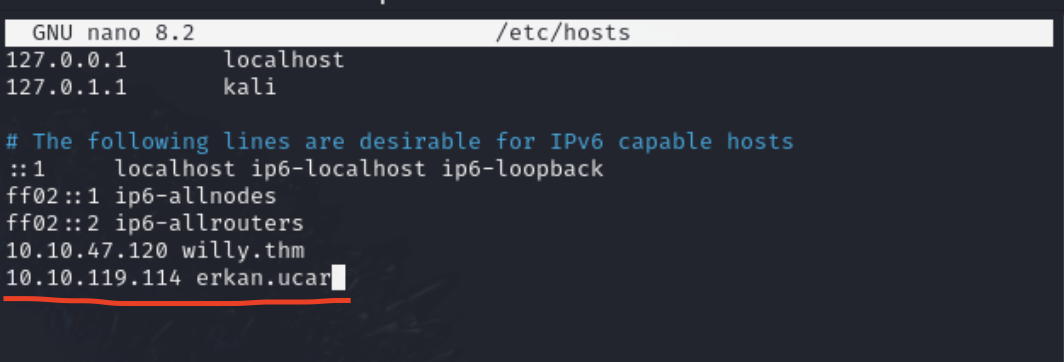 GNU nano 8.2 /etc/hosts
127.0.0.1 localhost
127.0.1.1 kali
# The following lines are desirable for IPv6 capable hosts
::1 localhost ip6-localhost ip6-loopback
ff02::1 ip6-allnodes
ff02::2 ip6-allrouters
10.10.47.120 willy.thm
10.10.119.114 erkan.ucar